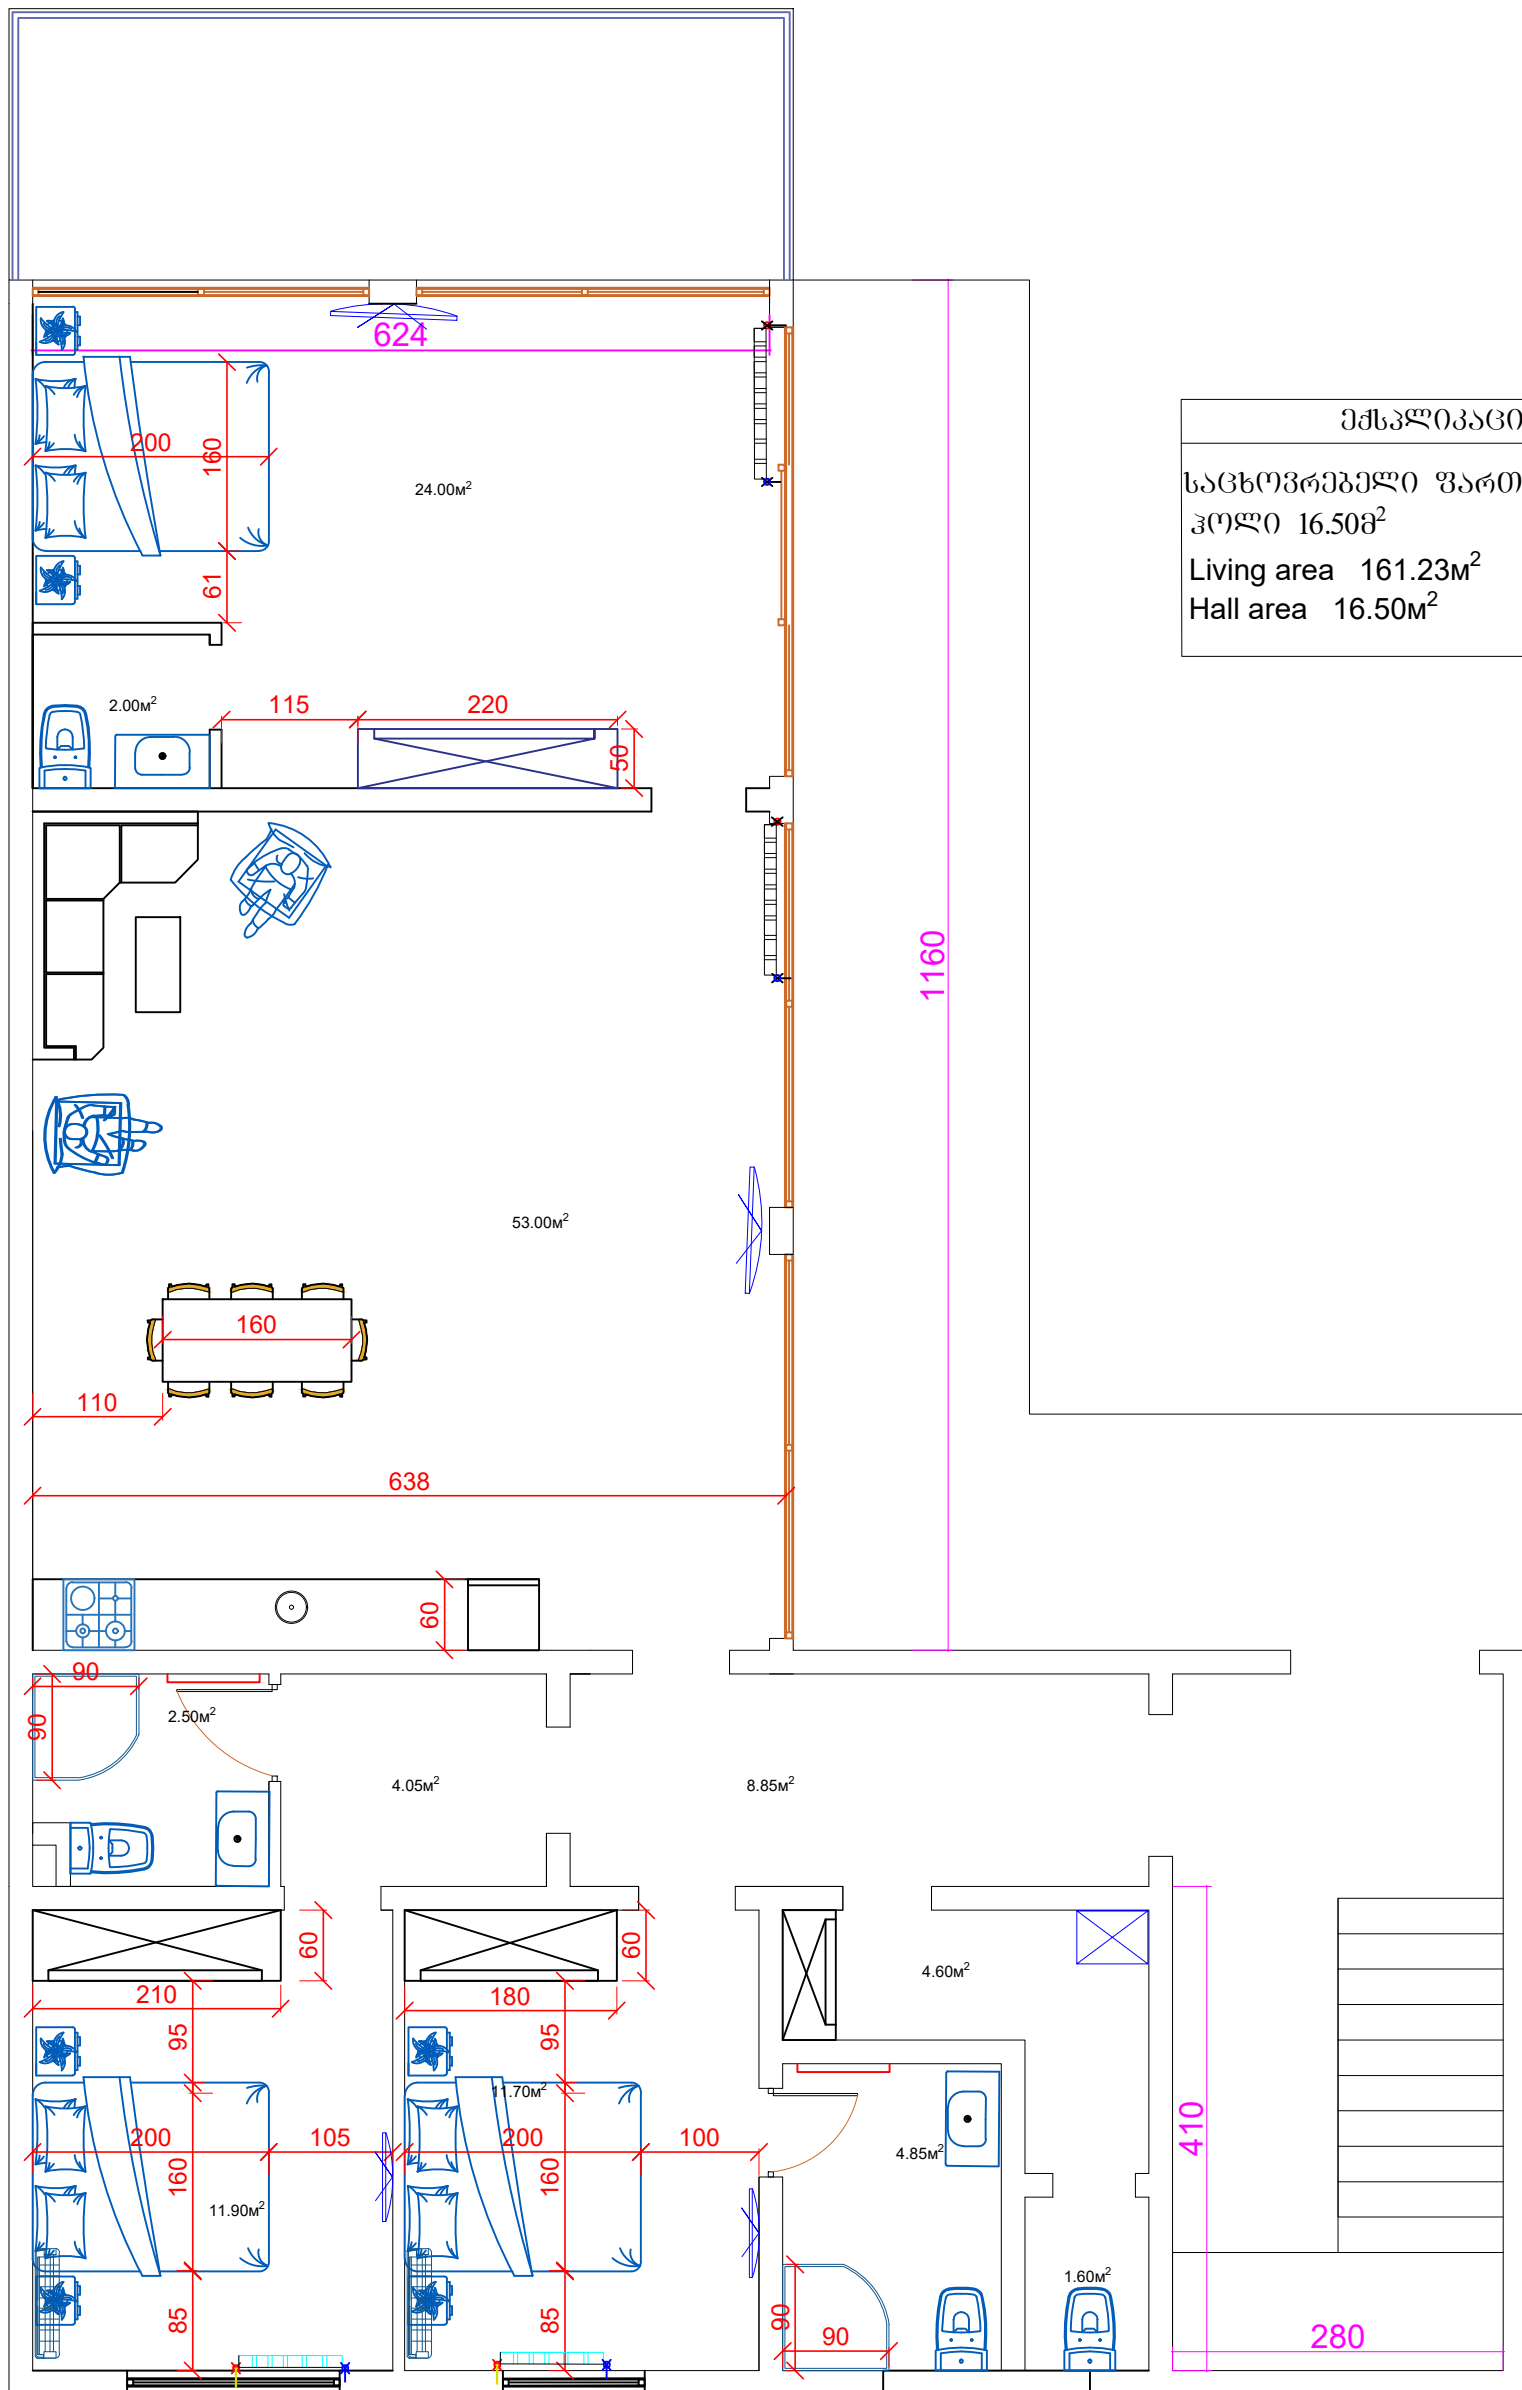 624
200
160
24.00м²
61
2.00м²
115
220
50
ექსპლიკაცი
საცხოვრებელი ფართ
ჰოლი 16.50მ²
Living area 161.23м²
Hall area 16.50м²
1160
53.00м²
160
110
638
60
90
90
2.50м²
4.05м²
8.85м²
60
60
210
180
95
95
4.60м²
11.70м²
200
105
200
100
160
160
4.85м²
410
11.90м²
1.60м²
85
85
90
90
280